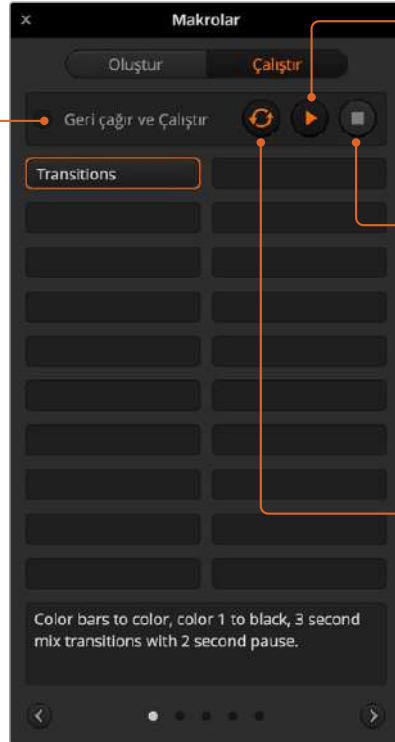 Makrolar
Oluştur
Çalıştır
Geri çağır ve Çalıştır
Transitions
Color bars to color, color 1 to black, 3 second
mix transitions with 2 second pause.